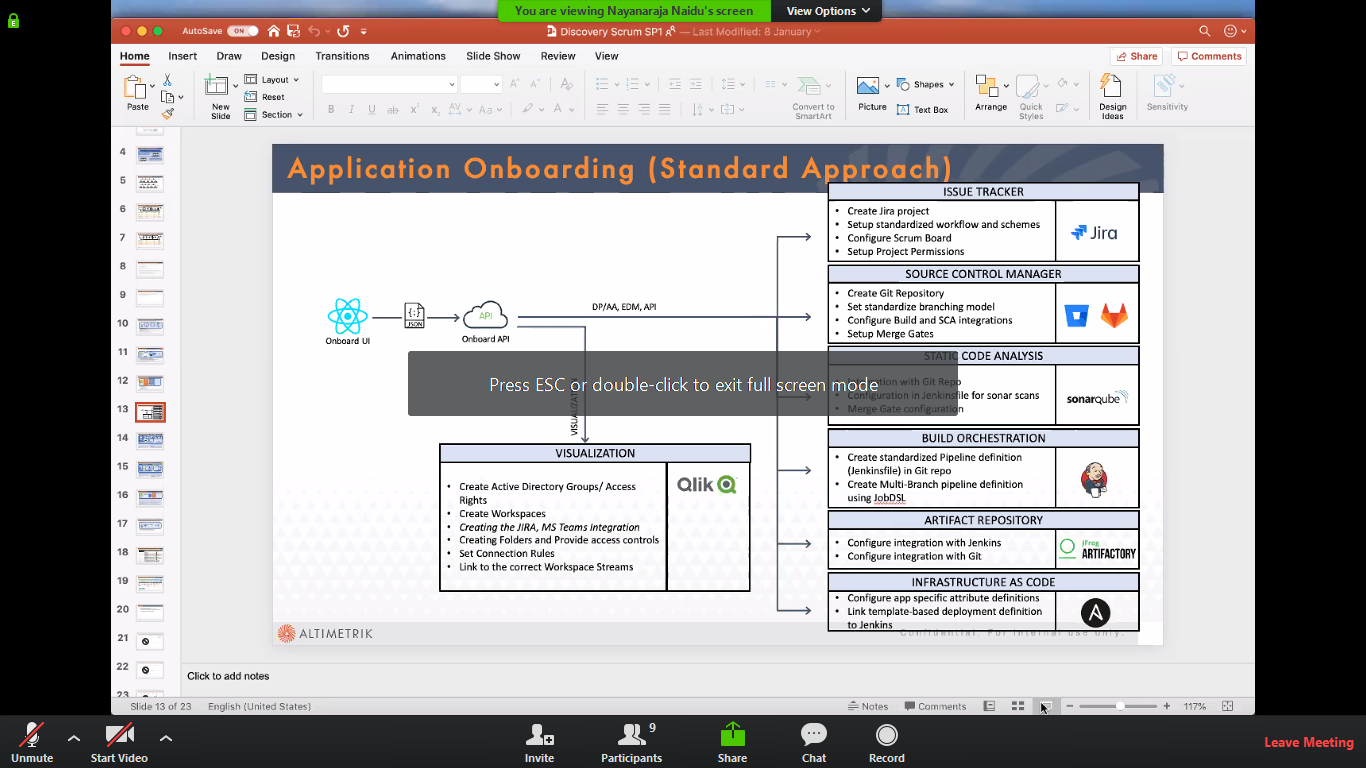 You are viewing Nayanaraja Naidu's screen
View Options
AutoSave ON
Discovery Scrum SP1 — Last Modified: 8 January
Home Insert Draw Design Transitions Animations Slide Show Review View
Share Comments
Paste
New Slide
Layout
Reset
Section
Convert to SmartArt
Picture
Shapes
Text Box
Arrange
Quick Styles
Design Ideas
Sensitivity
4
5
6
7
8
9
10
11
12
13
14
15
16
17
18
19
20
21
22
23
Application Onboarding (Standard Approach)
Onboard UI
JSON
API
Onboard API
DP/AA, EDM, API
ISSUE TRACKER
• Create Jira project
• Setup standardized workflow and schemes
• Configure Scrum Board
• Setup Project Permissions
Jira
SOURCE CONTROL MANAGER
• Create Git Repository
• Set standardize branching model
• Configure Build and SCA integrations
• Setup Merge Gates
STATIC CODE ANALYSIS
with Git Repo
Configuration in Jenkinsfile for sonar scans
Merge Gate configuration
sonarqube
Press ESC or double-click to exit full screen mode
BUILD ORCHESTRATION
• Create standardized Pipeline definition
(Jenkinsfile) in Git repo
• Create Multi-Branch pipeline definition
using JobDSL
ARTIFACT REPOSITORY
• Configure integration with Jenkins
• Configure integration with Git
JFrog
ARTIFACTORY
INFRASTRUCTURE AS CODE
• Configure app specific attribute definitions
• Link template-based deployment definition
to Jenkins
VISUALIZATION
• Create Active Directory Groups/ Access
Rights
• Create Workspaces
• Creating the JIRA, MS Teams Integration
• Creating Folders and Provide access controls
• Set Connection Rules
• Link to the correct Workspace Streams
Qlik
ALTIMETRIK
Confidential. For internal use only.
Click to add notes
Slide 13 of 23 English (United States)
Notes Comments 117%
Unmute
Start Video
Invite
Participants 9
Share
Chat
Record
Leave Meeting